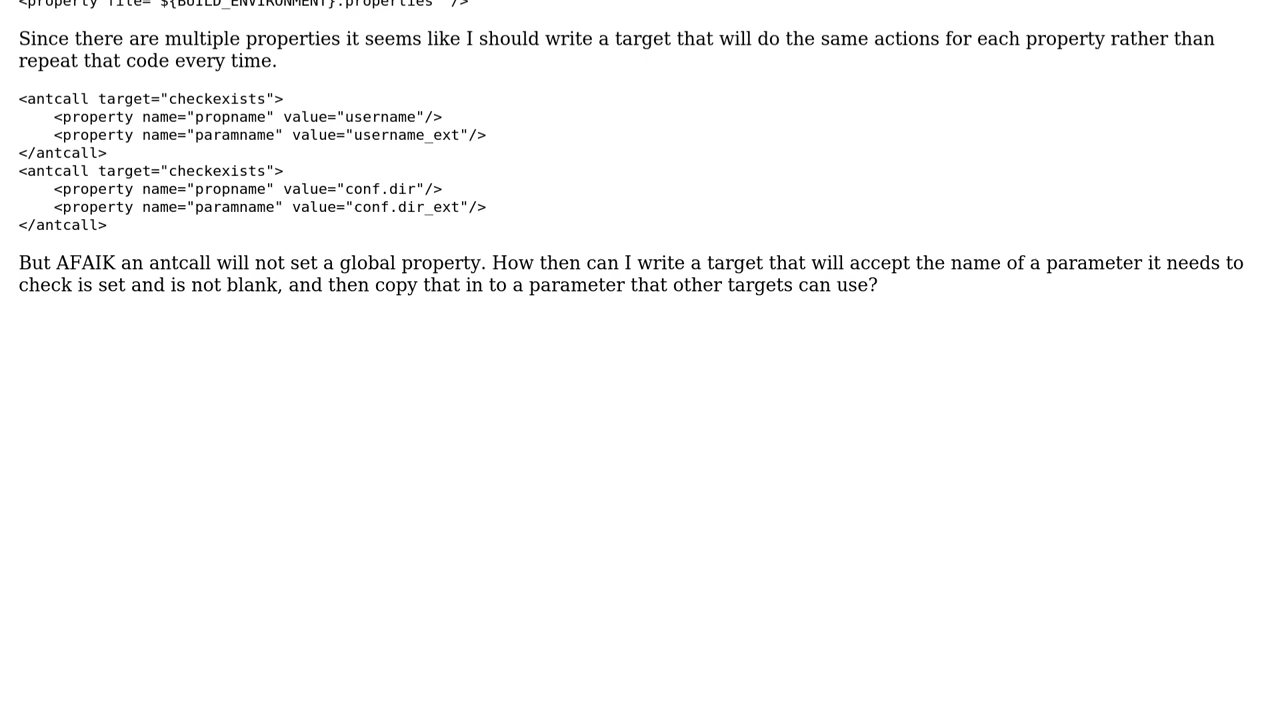 <property file="${BUILD_ENVIRONMENT}.properties" />
Since there are multiple properties it seems like I should write a target that will do the same actions for each property rather than
repeat that code every time.
<antcall target="checkexists">
    <property name="propname" value="username"/>
    <property name="paramname" value="username_ext"/>
</antcall>
<antcall target="checkexists">
    <property name="propname" value="conf.dir"/>
    <property name="paramname" value="conf.dir_ext"/>
</antcall>
But AFAIK an antcall will not set a global property. How then can I write a target that will accept the name of a parameter it needs to
check is set and is not blank, and then copy that in to a parameter that other targets can use?